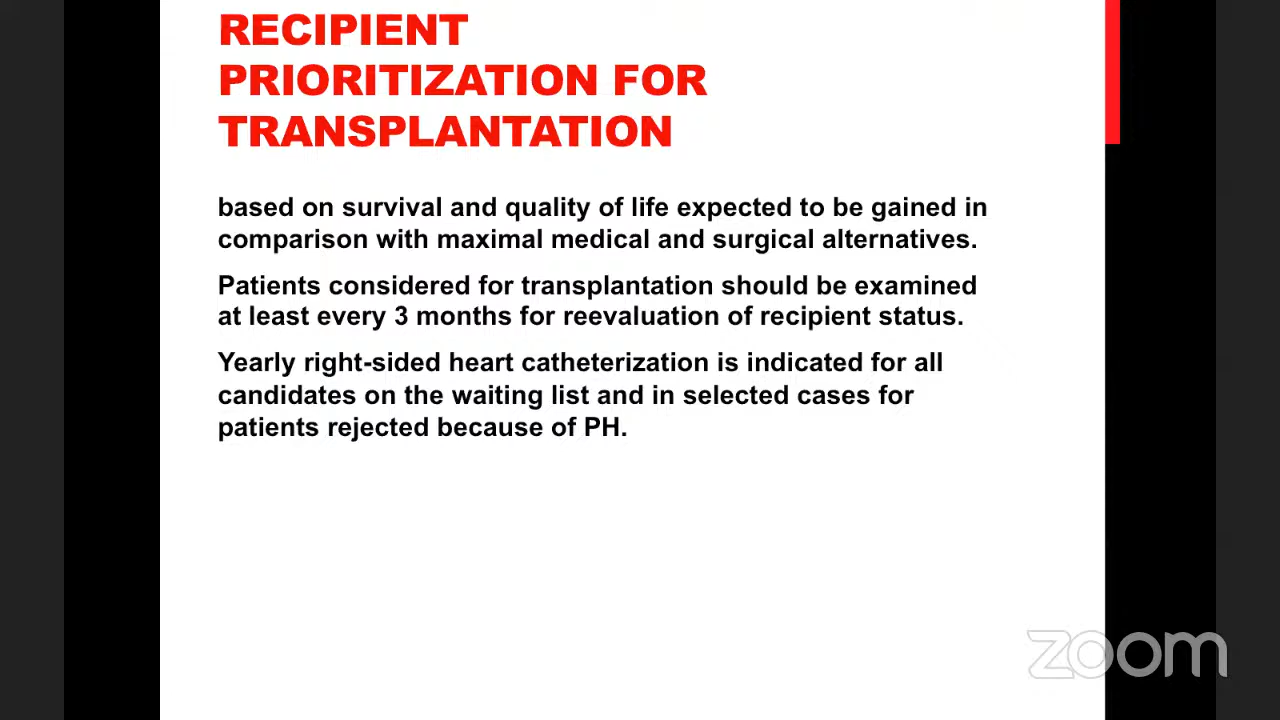 RECIPIENT
PRIORITIZATION FOR
TRANSPLANTATION
based on survival and quality of life expected to be gained in
comparison with maximal medical and surgical alternatives.
Patients considered for transplantation should be examined
at least every 3 months for reevaluation of recipient status.
Yearly right-sided heart catheterization is indicated for all
candidates on the waiting list and in selected cases for
patients rejected because of PH.
zoom